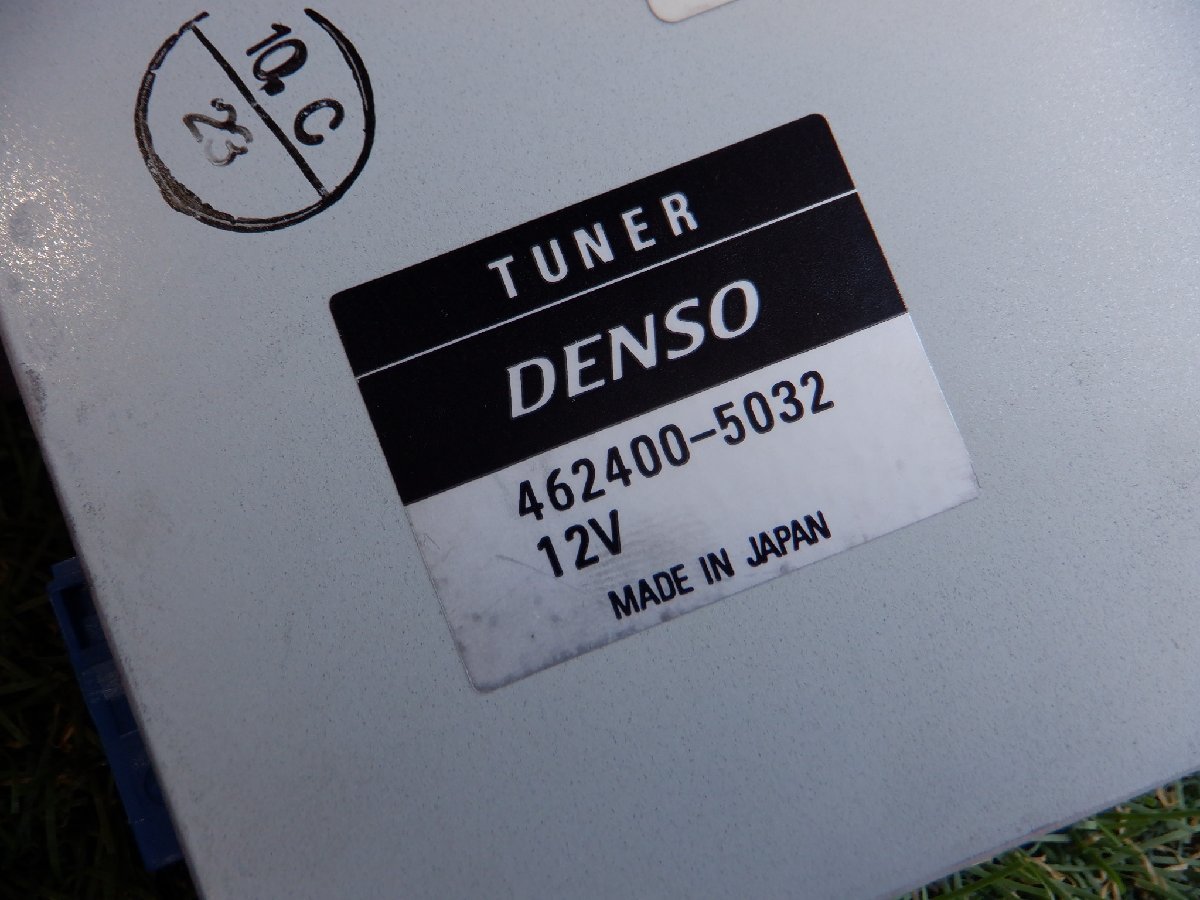 10. C
23
TUNER
DENSO
462400-5032
12V
MADE IN JAPAN